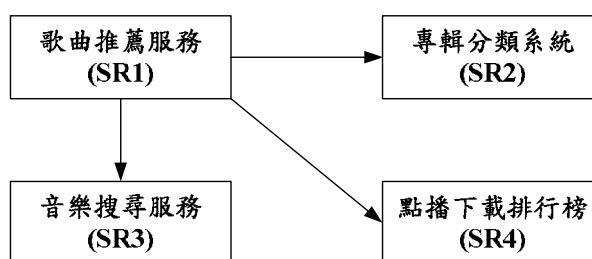 歌曲推薦服務
(SR1)
專輯分類系統
(SR2)
音樂搜尋服務
(SR3)
點播下載排行榜
(SR4)